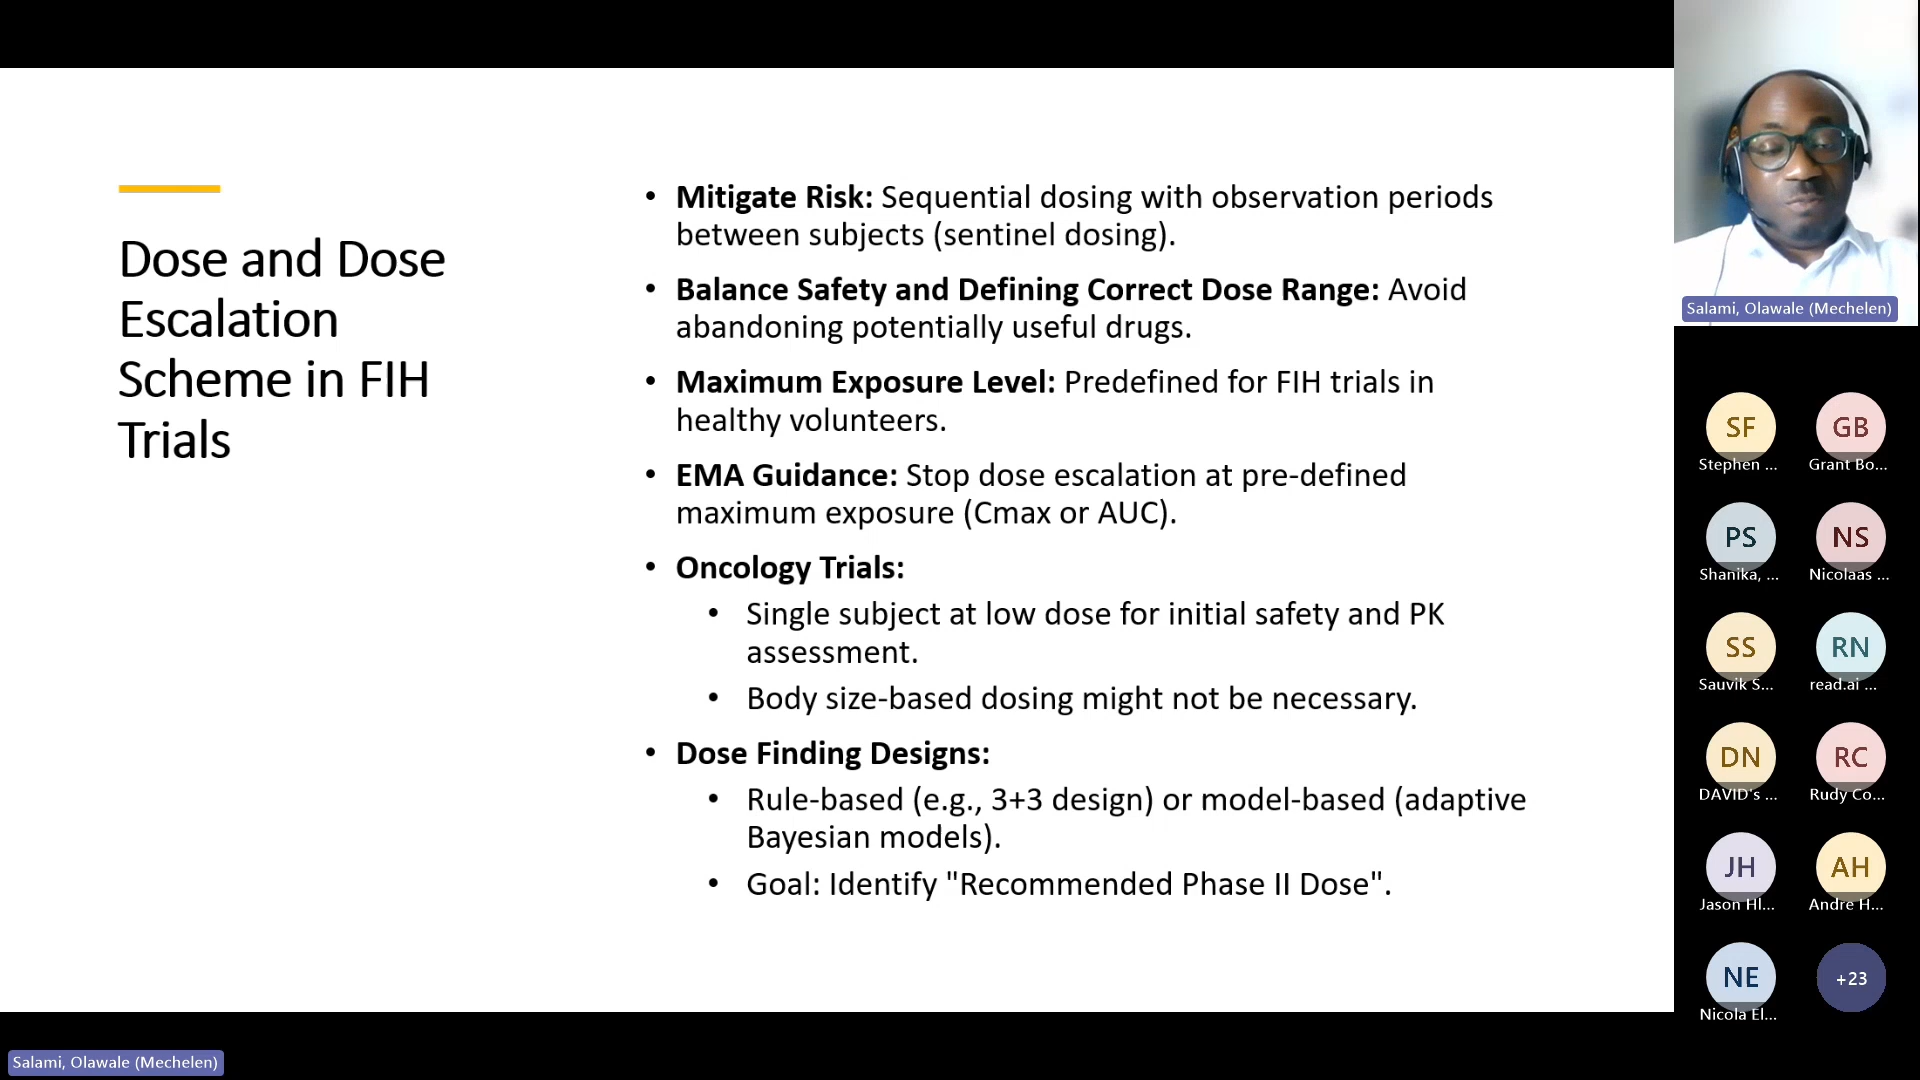 Dose and Dose
Escalation
Scheme in FIH
Trials
• Mitigate Risk: Sequential dosing with observation periods
between subjects (sentinel dosing).
• Balance Safety and Defining Correct Dose Range: Avoid
abandoning potentially useful drugs.
• Maximum Exposure Level: Predefined for FIH trials in
healthy volunteers.
• EMA Guidance: Stop dose escalation at pre-defined
maximum exposure (Cmax or AUC).
• Oncology Trials:
• Single subject at low dose for initial safety and PK
assessment.
• Body size-based dosing might not be necessary.
• Dose Finding Designs:
• Rule-based (e.g., 3+3 design) or model-based (adaptive
Bayesian models).
• Goal: Identify "Recommended Phase II Dose".
Salami, Olawale (Mechelen)
SF
Stephen ...
GB
Grant Bo...
PS
Shanika, ...
NS
Nicolaas ...
SS
Sauvik S...
RN
read.ai ...
DN
DAVID's ...
RC
Rudy Co...
JH
Jason Hl...
AH
Andre H...
NE
Nicola El...
+23
Salami, Olawale (Mechelen)